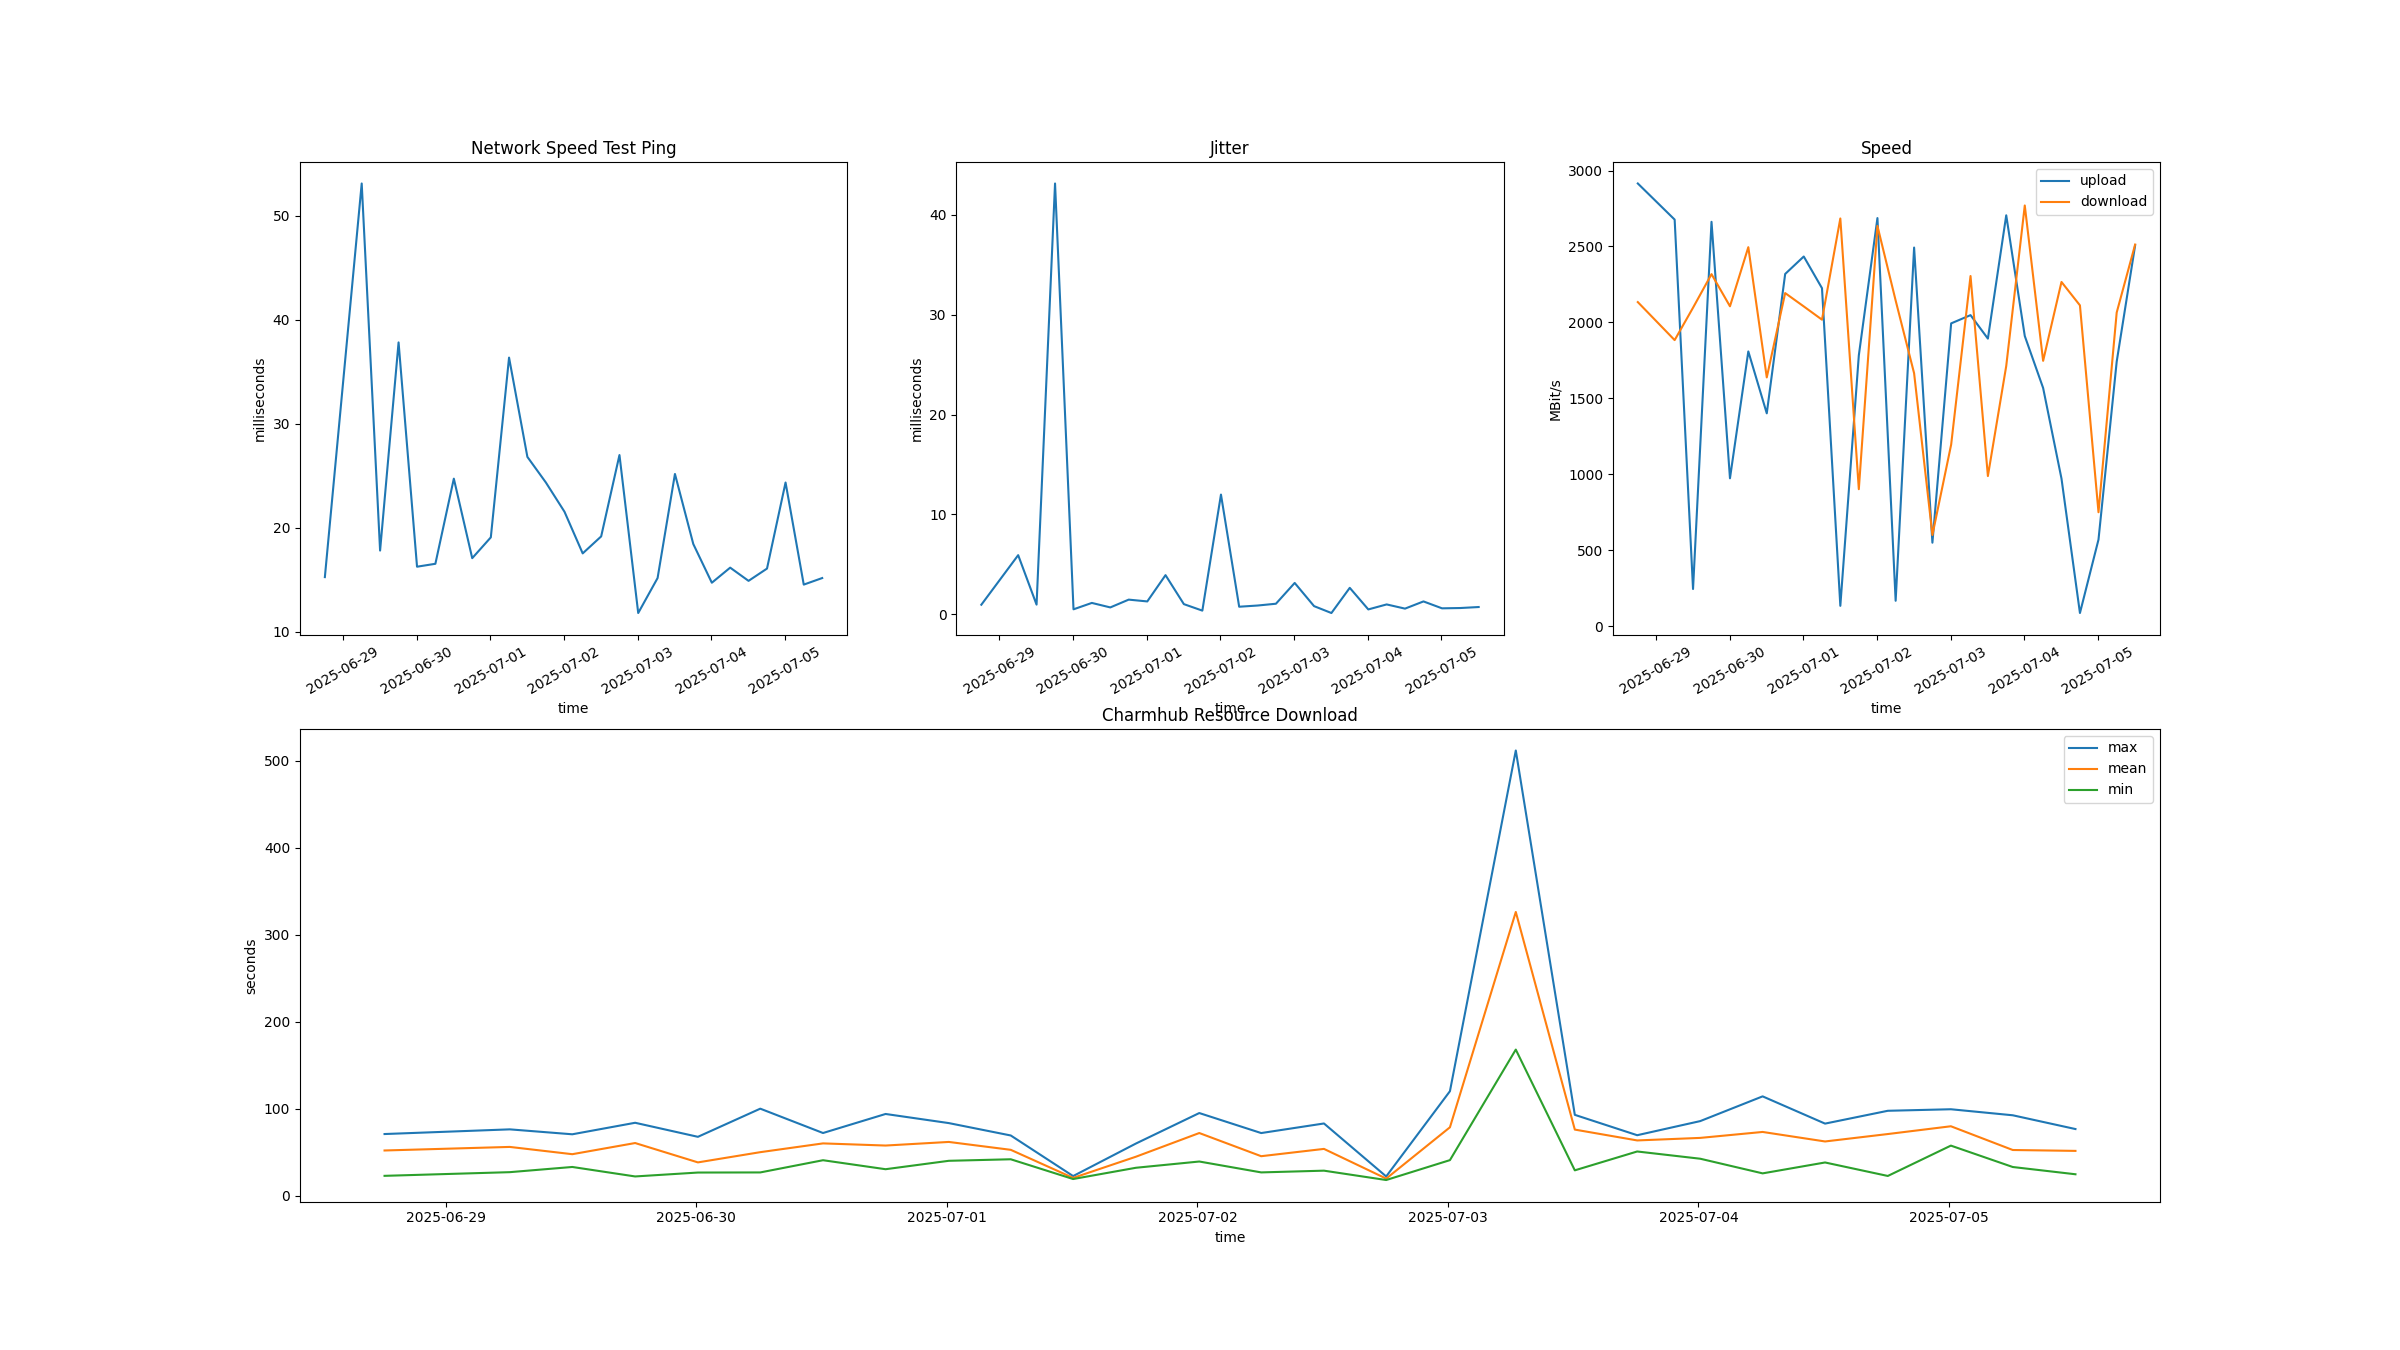 Network Speed Test Ping
50
40
30
20
10
milliseconds
2025-06-29 2025-06-30 2025-07-01 2025-07-02 2025-07-03 2025-07-04 2025-07-05
time
Jitter
40
30
20
10
0
milliseconds
2025-06-29 2025-06-30 2025-07-01 2025-07-02 2025-07-03 2025-07-04 2025-07-05
time
Speed
upload
download
3000
2500
2000
1500
1000
500
0
MBit/s
2025-06-29 2025-06-30 2025-07-01 2025-07-02 2025-07-03 2025-07-04 2025-07-05
time
Charmhub Resource Download
max
mean
min
500
400
300
200
100
0
seconds
2025-06-29 2025-06-30 2025-07-01 2025-07-02 2025-07-03 2025-07-04 2025-07-05
time